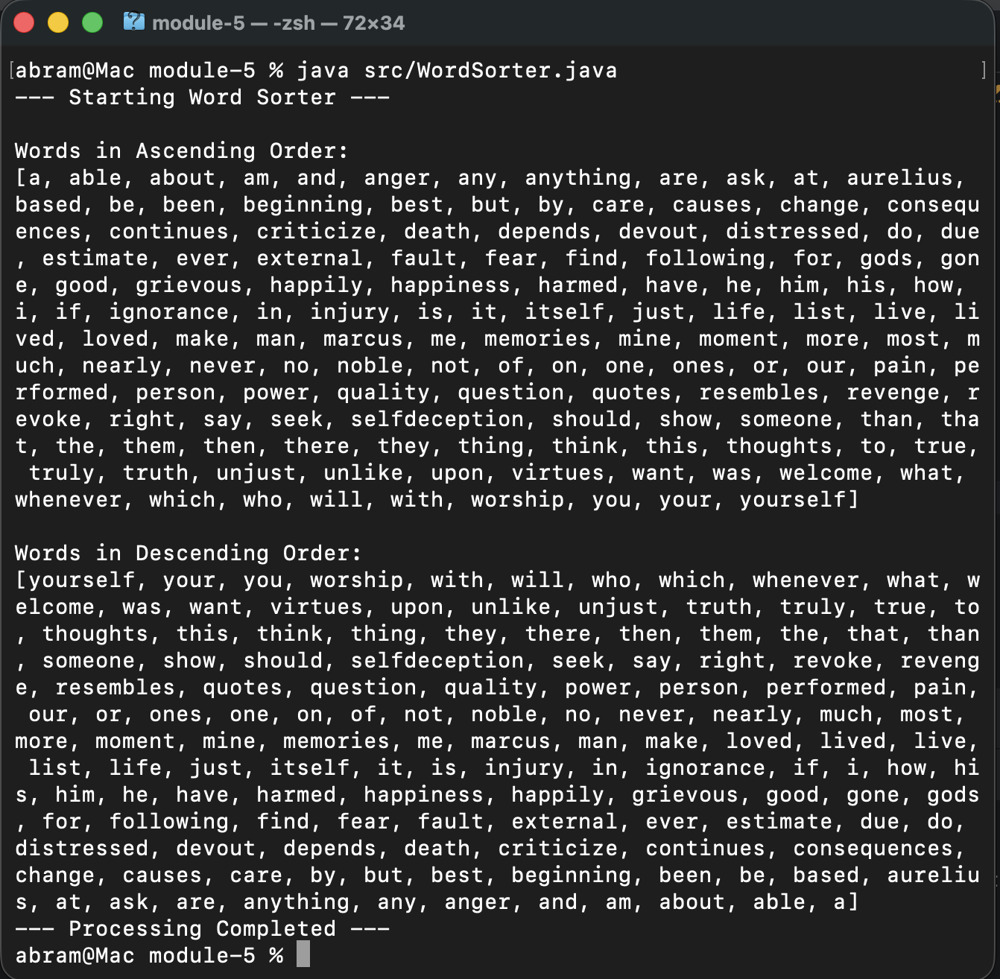 module-5 — -zsh — 72×34
[abram@Mac module-5 % java src/WordSorter.java ]
--- Starting Word Sorter ---
Words in Ascending Order:
[a, able, about, am, and, anger, any, anything, are, ask, at, aurelius,
based, be, been, beginning, best, but, by, care, causes, change, consequ
ences, continues, criticize, death, depends, devout, distressed, do, due
, estimate, ever, external, fault, fear, find, following, for, gods, gon
e, good, grievous, happily, happiness, harmed, have, he, him, his, how,
i, if, ignorance, in, injury, is, it, itself, just, life, list, live, li
ved, loved, make, man, marcus, me, memories, mine, moment, more, most, m
uch, nearly, never, no, noble, not, of, on, one, ones, or, our, pain, pe
rformed, person, power, quality, question, quotes, resembles, revenge, r
evoke, right, say, seek, selfdeception, should, show, someone, than, tha
t, the, them, then, there, they, thing, think, this, thoughts, to, true,
 truly, truth, unjust, unlike, upon, virtues, want, was, welcome, what,
whenever, which, who, will, with, worship, you, your, yourself]
Words in Descending Order:
[yourself, your, you, worship, with, will, who, which, whenever, what, w
elcome, was, want, virtues, upon, unlike, unjust, truth, truly, true, to
, thoughts, this, think, thing, they, there, then, them, the, that, than
, someone, show, should, selfdeception, seek, say, right, revoke, reveng
e, resembles, quotes, question, quality, power, person, performed, pain,
 our, or, ones, one, on, of, not, noble, no, never, nearly, much, most,
more, moment, mine, memories, me, marcus, man, make, loved, lived, live,
 list, life, just, itself, it, is, injury, in, ignorance, if, i, how, hi
s, him, he, have, harmed, happiness, happily, grievous, good, gone, gods
, for, following, find, fear, fault, external, ever, estimate, due, do,
distressed, devout, depends, death, criticize, continues, consequences,
change, causes, care, by, but, best, beginning, been, be, based, aureliu
s, at, ask, are, anything, any, anger, and, am, about, able, a]
--- Processing Completed ---
abram@Mac module-5 %